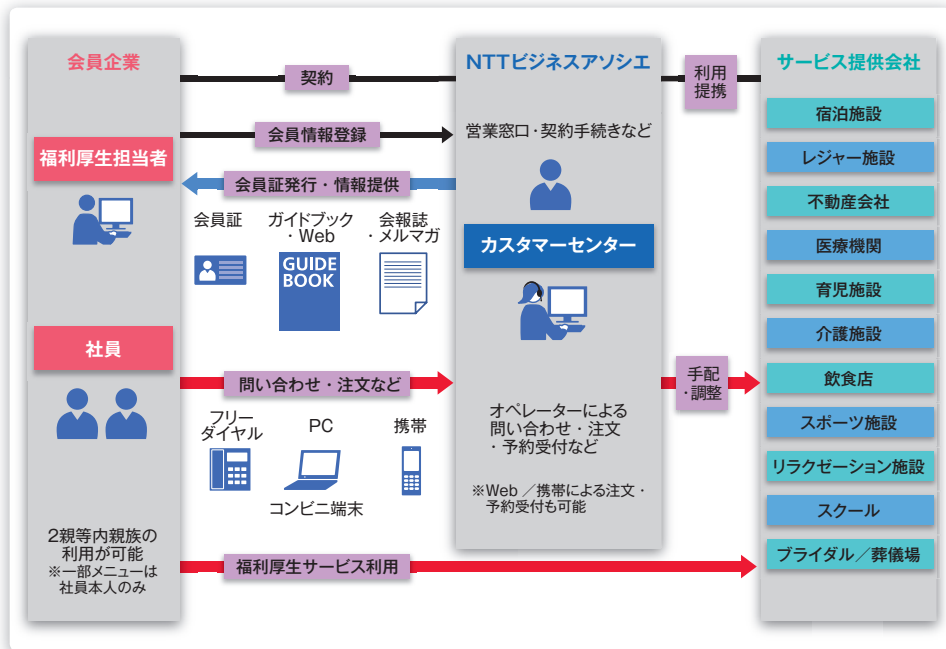 会員企業
NTTビジネスアソシエ
サービス提供会社
契約
利用
提携
会員情報登録
営業窓口・契約手続きなど
福利厚生担当者
会員証発行・情報提供
会員証
ガイドブック
・Web
会報誌
・メルマガ
GUIDE
BOOK
カスタマーセンター
社員
問い合わせ・注文など
手配
・調整
フリー
ダイヤル
PC
携帯
コンビニ端末
オペレーターによる
問い合わせ・注文
・予約受付など
※Web／携帯による注文・
予約受付も可能
2親等内親族の
利用が可能
※一部メニューは
社員本人のみ
福利厚生サービス利用
宿泊施設
レジャー施設
不動産会社
医療機関
育児施設
介護施設
飲食店
スポーツ施設
リラクゼーション施設
スクール
ブライダル／葬儀場